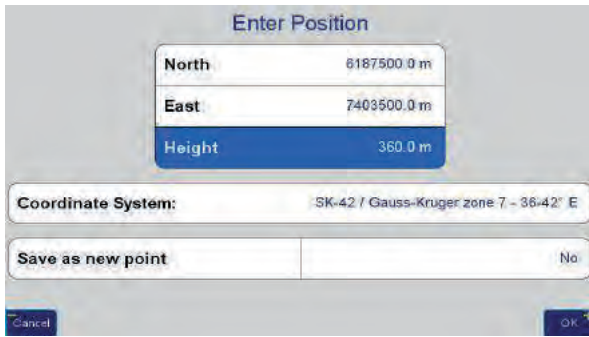 Enter Position
North 6187500.0 m
East 7403500.0 m
Height 360.0 m
Coordinate System: SK-42 / Gauss-Kruger zone 7 - 36-42° E
Save as new point No
Cancel OK